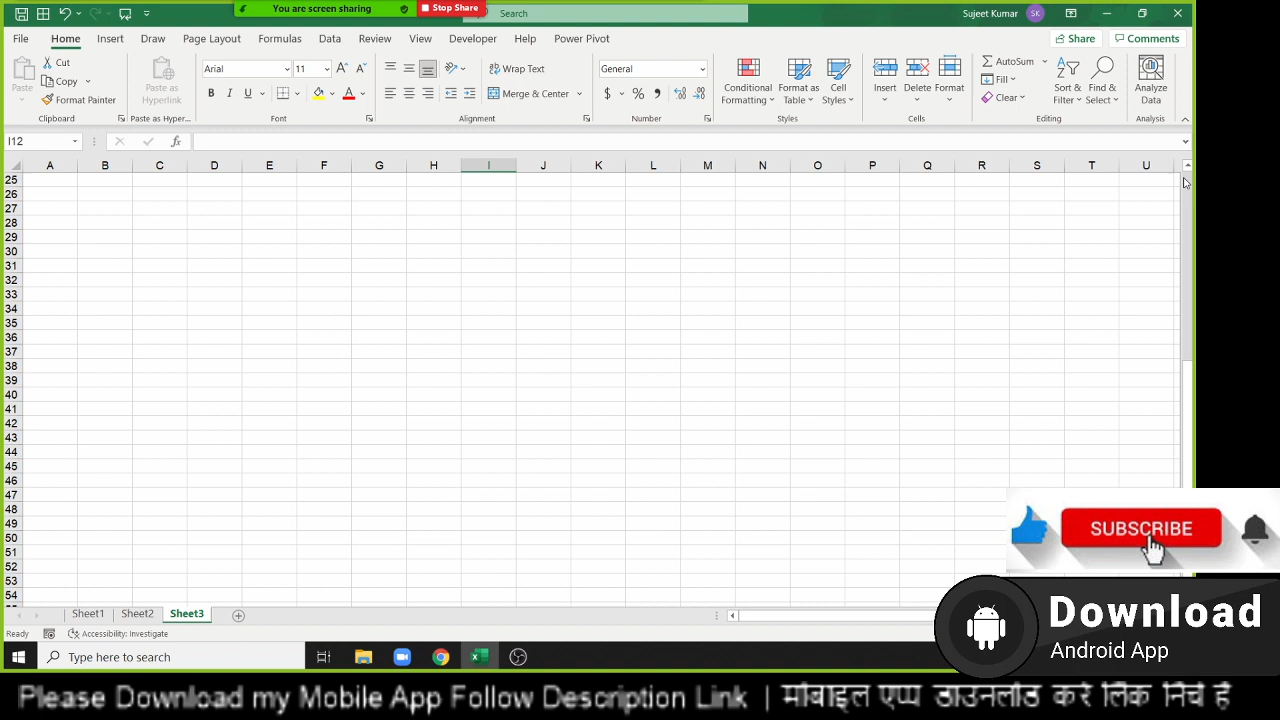 You are screen sharing
Stop Share
Search
Sujeet Kumar
SK
File Home Insert Draw Page Layout Formulas Data Review View Developer Help Power Pivot
Share
Comments
Paste
Cut
Copy
Format Painter
Clipboard
Paste as Hyperlink
Paste as Hyper...
Arial
11
B I U
Font
Wrap Text
Merge & Center
Alignment
General
$ % ,
Number
Conditional Formatting
Format as Table
Cell Styles
Styles
Insert
Delete
Format
Cells
AutoSum
Fill
Clear
Sort & Filter
Find & Select
Editing
Analyze Data
Analysis
I12
fx
A B C D E F G H I J K L M N O P Q R S T U
25
26
27
28
29
30
31
32
33
34
35
36
37
38
39
40
41
42
43
44
45
46
47
48
49
50
51
52
53
54
SUBSCRIBE
Sheet1 Sheet2 Sheet3
Ready
Accessibility: Investigate
Download
Android App
Type here to search
Please Download my Mobile App Follow Description Link | मोबाइल एप्प डाउनलोड करे लिंक निचे है